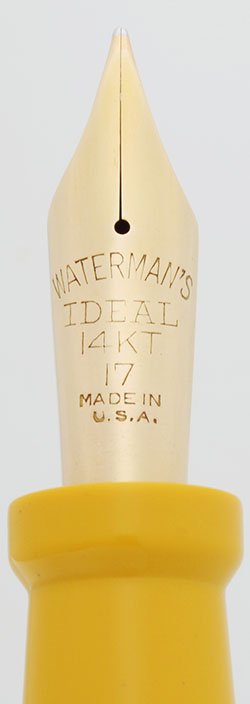 WATERMAN'S
IDEAL
14KT
17
MADE IN
U.S.A.